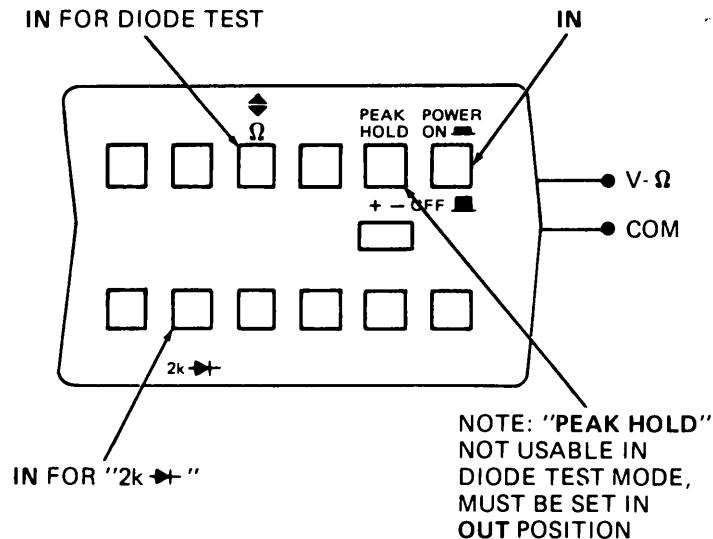 IN FOR DIODE TEST
IN
Ω
PEAK HOLD
POWER ON
+ - OFF
V-Ω
COM
2k
IN FOR "2k "
NOTE: "PEAK HOLD"
NOT USABLE IN
DIODE TEST MODE,
MUST BE SET IN
OUT POSITION